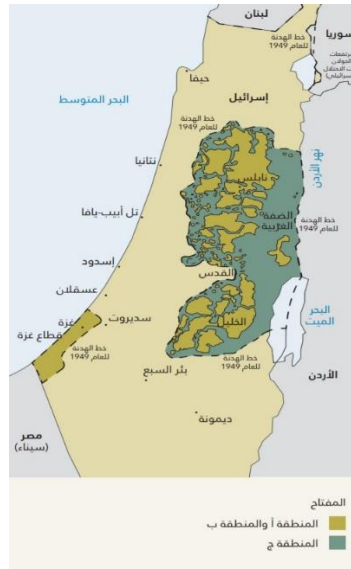 لبنان
سوريا
خط الهدنة
للعام 1949
مرتفعات
الجولان
حيفا
إسرائيل
البحر المتوسط
خط الهدنة
للعام 1949
نهر الأردن
نتانيا
نابلس
الضفة
الغربية
خط الهدنة
للعام 1949
تل أبيب-يافا
القدس
إسدود
عسقلان
البحر
الميت
غزة
سديروت
قطاع غزة
الخليل
خط الهدنة
للعام 1949
خط الهدنة
للعام 1949
بئر السبع
الأردن
ديمونة
مصر
(سيناء)
المفتاح
المنطقة أ والمنطقة ب
المنطقة ج